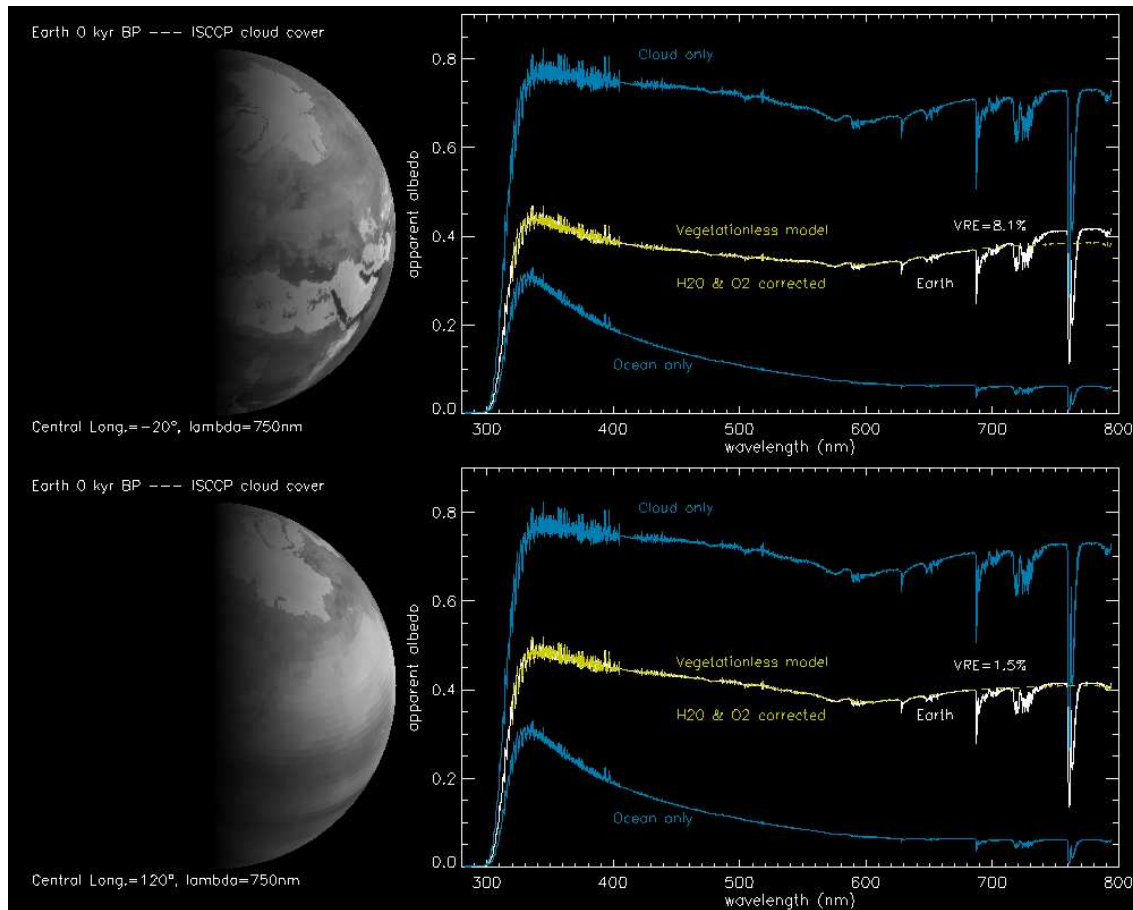 Earth 0 kyr BP --- ISCCP cloud cover
Central Long.=-20°, lambda=750nm
apparent albedo
0.8
0.6
0.4
0.2
0.0
Cloud only
Vegetationless model
VRE=8.1%
H2O & O2 corrected
Earth
Ocean only
300 400 500 600 700 800
wavelength (nm)
Earth 0 kyr BP --- ISCCP cloud cover
Central Long.=120°, lambda=750nm
apparent albedo
0.8
0.6
0.4
0.2
0.0
Cloud only
Vegetationless model
VRE=1.5%
H2O & O2 corrected
Earth
Ocean only
300 400 500 600 700 800
wavelength (nm)